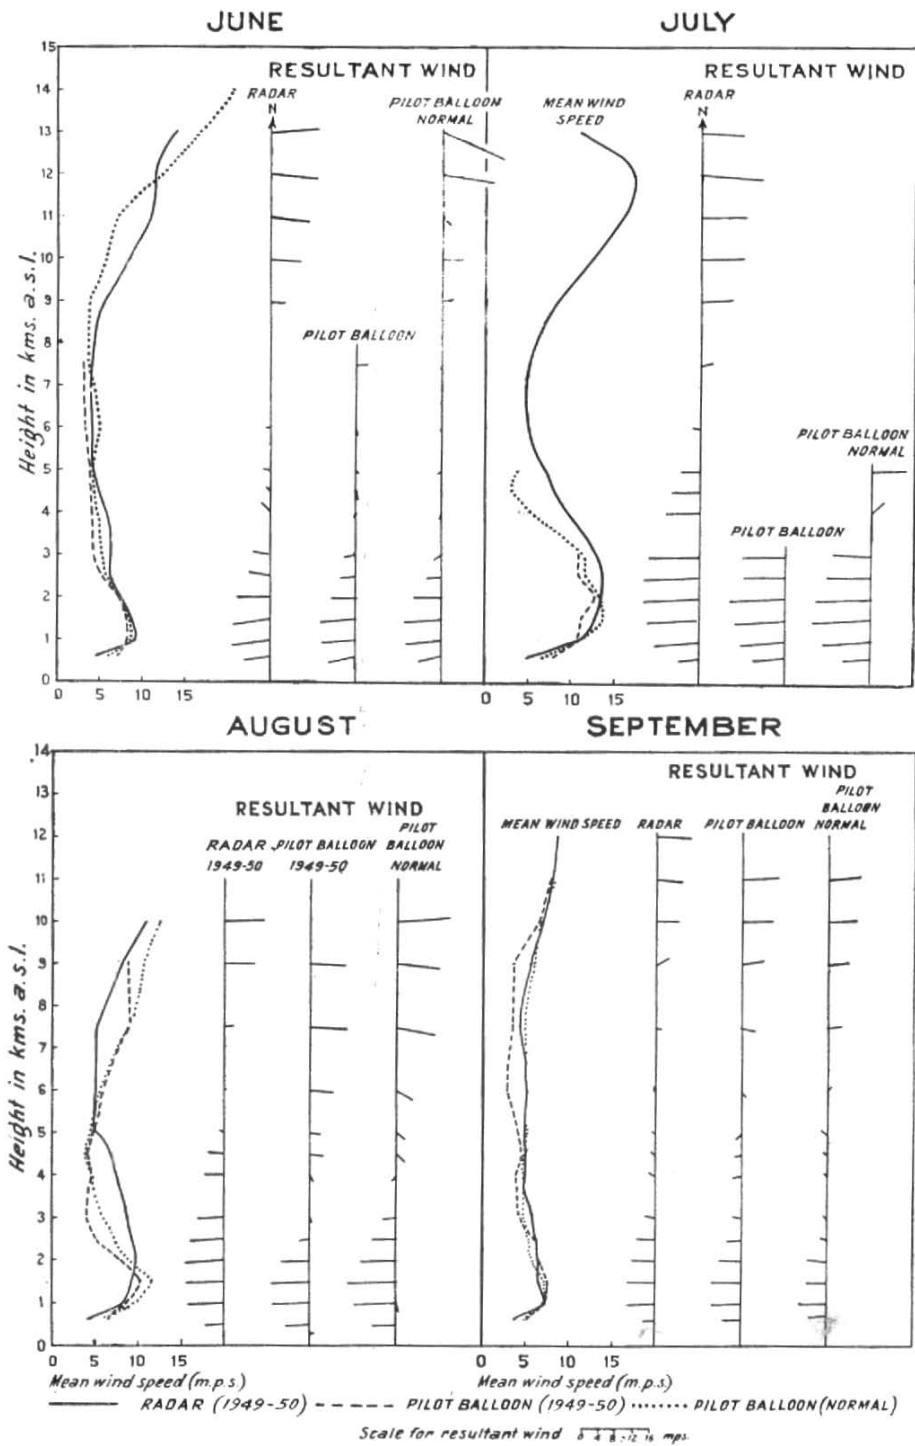 JUNE
JULY
15
14
13
12
11
10
9
8
7
6
5
4
3
2
1
0
Height in kms. a.s.l.
RESULTANT WIND
RADAR
N
PILOT BALLOON
NORMAL
PILOT BALLOON
0 5 10 15
MEAN WIND
SPEED
RESULTANT WIND
RADAR
N
PILOT BALLOON
NORMAL
PILOT BALLOON
0 5 10 15
AUGUST
SEPTEMBER
14
13
12
11
10
9
8
7
6
5
4
3
2
1
0
Height in kms. a.s.l.
RESULTANT WIND
RADAR
1949-50
PILOT BALLOON
1949-50
PILOT
BALLOON
NORMAL
0 5 10 15
Mean wind speed (m.p.s.)
RESULTANT WIND
MEAN WIND SPEED
RADAR
PILOT BALLOON
PILOT
BALLOON
NORMAL
0 5 10 15
Mean wind speed (m.p.s.)
RADAR (1949-50) PILOT BALLOON (1949-50) PILOT BALLOON (NORMAL)
Scale for resultant wind 0 4 8 12 16 mps.